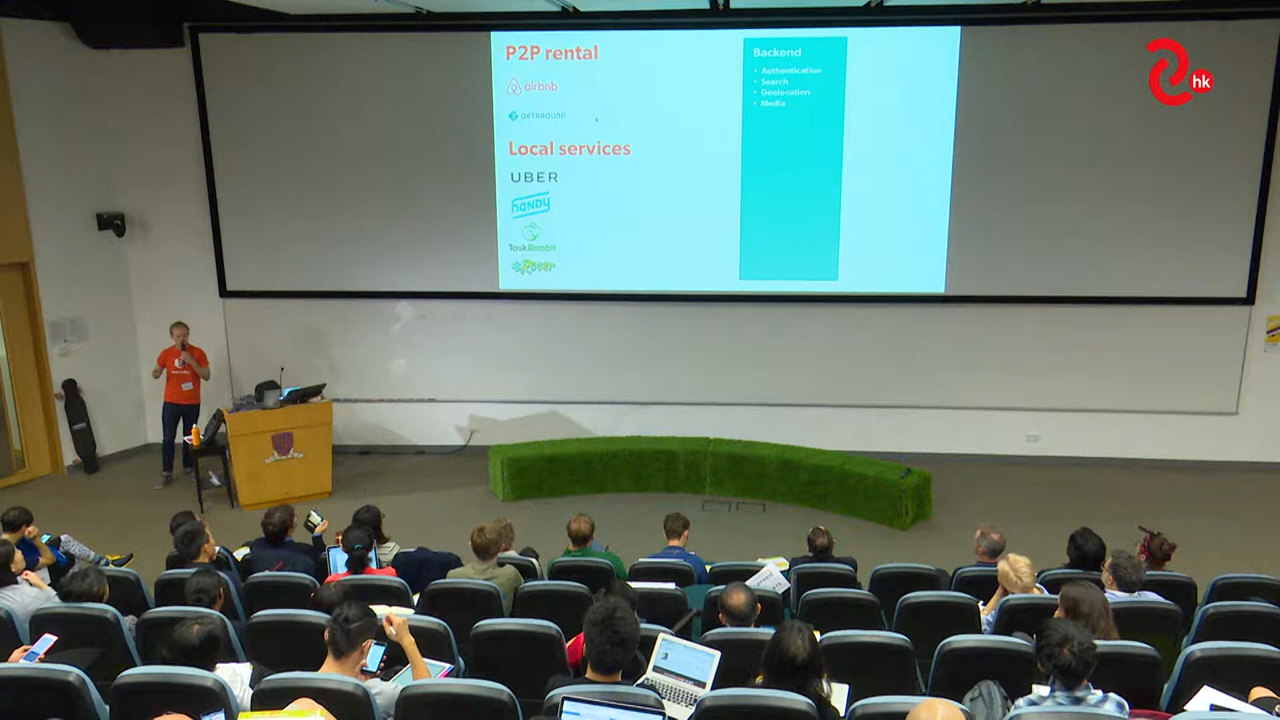 P2P rental
airbnb
GETAROUND
Local services
UBER
HANDY
TaskRabbit
Rover
Backend
• Authentication
• Search
• Geolocation
• Media
hk